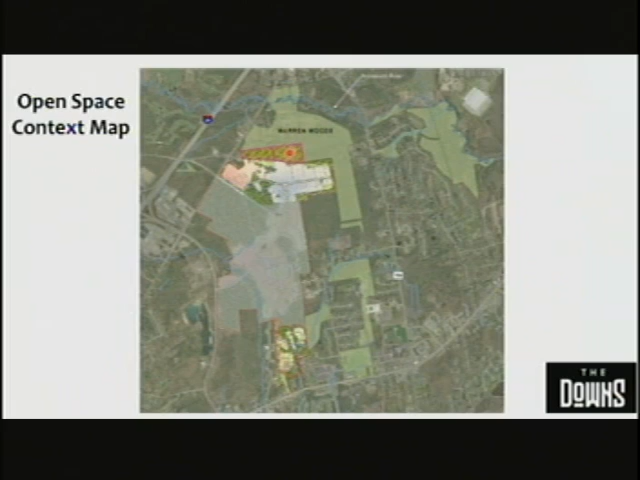 Open Space
Context Map
WARREN WOODS
THE
DOWNS